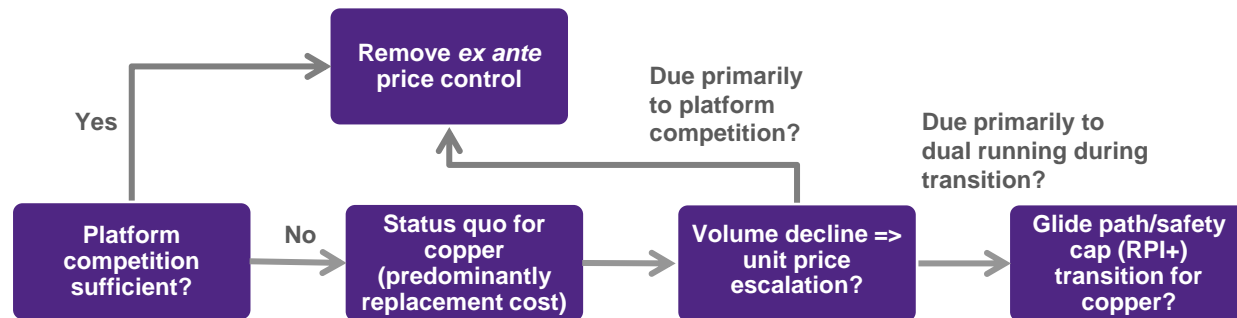 Remove ex ante
price control
Due primarily
to platform
competition?
Due primarily to
dual running during
transition?
Yes
Platform
competition
sufficient?
No
Status quo for
copper
(predominantly
replacement cost)
Volume decline =>
unit price
escalation?
Glide path/safety
cap (RPI+)
transition for
copper?